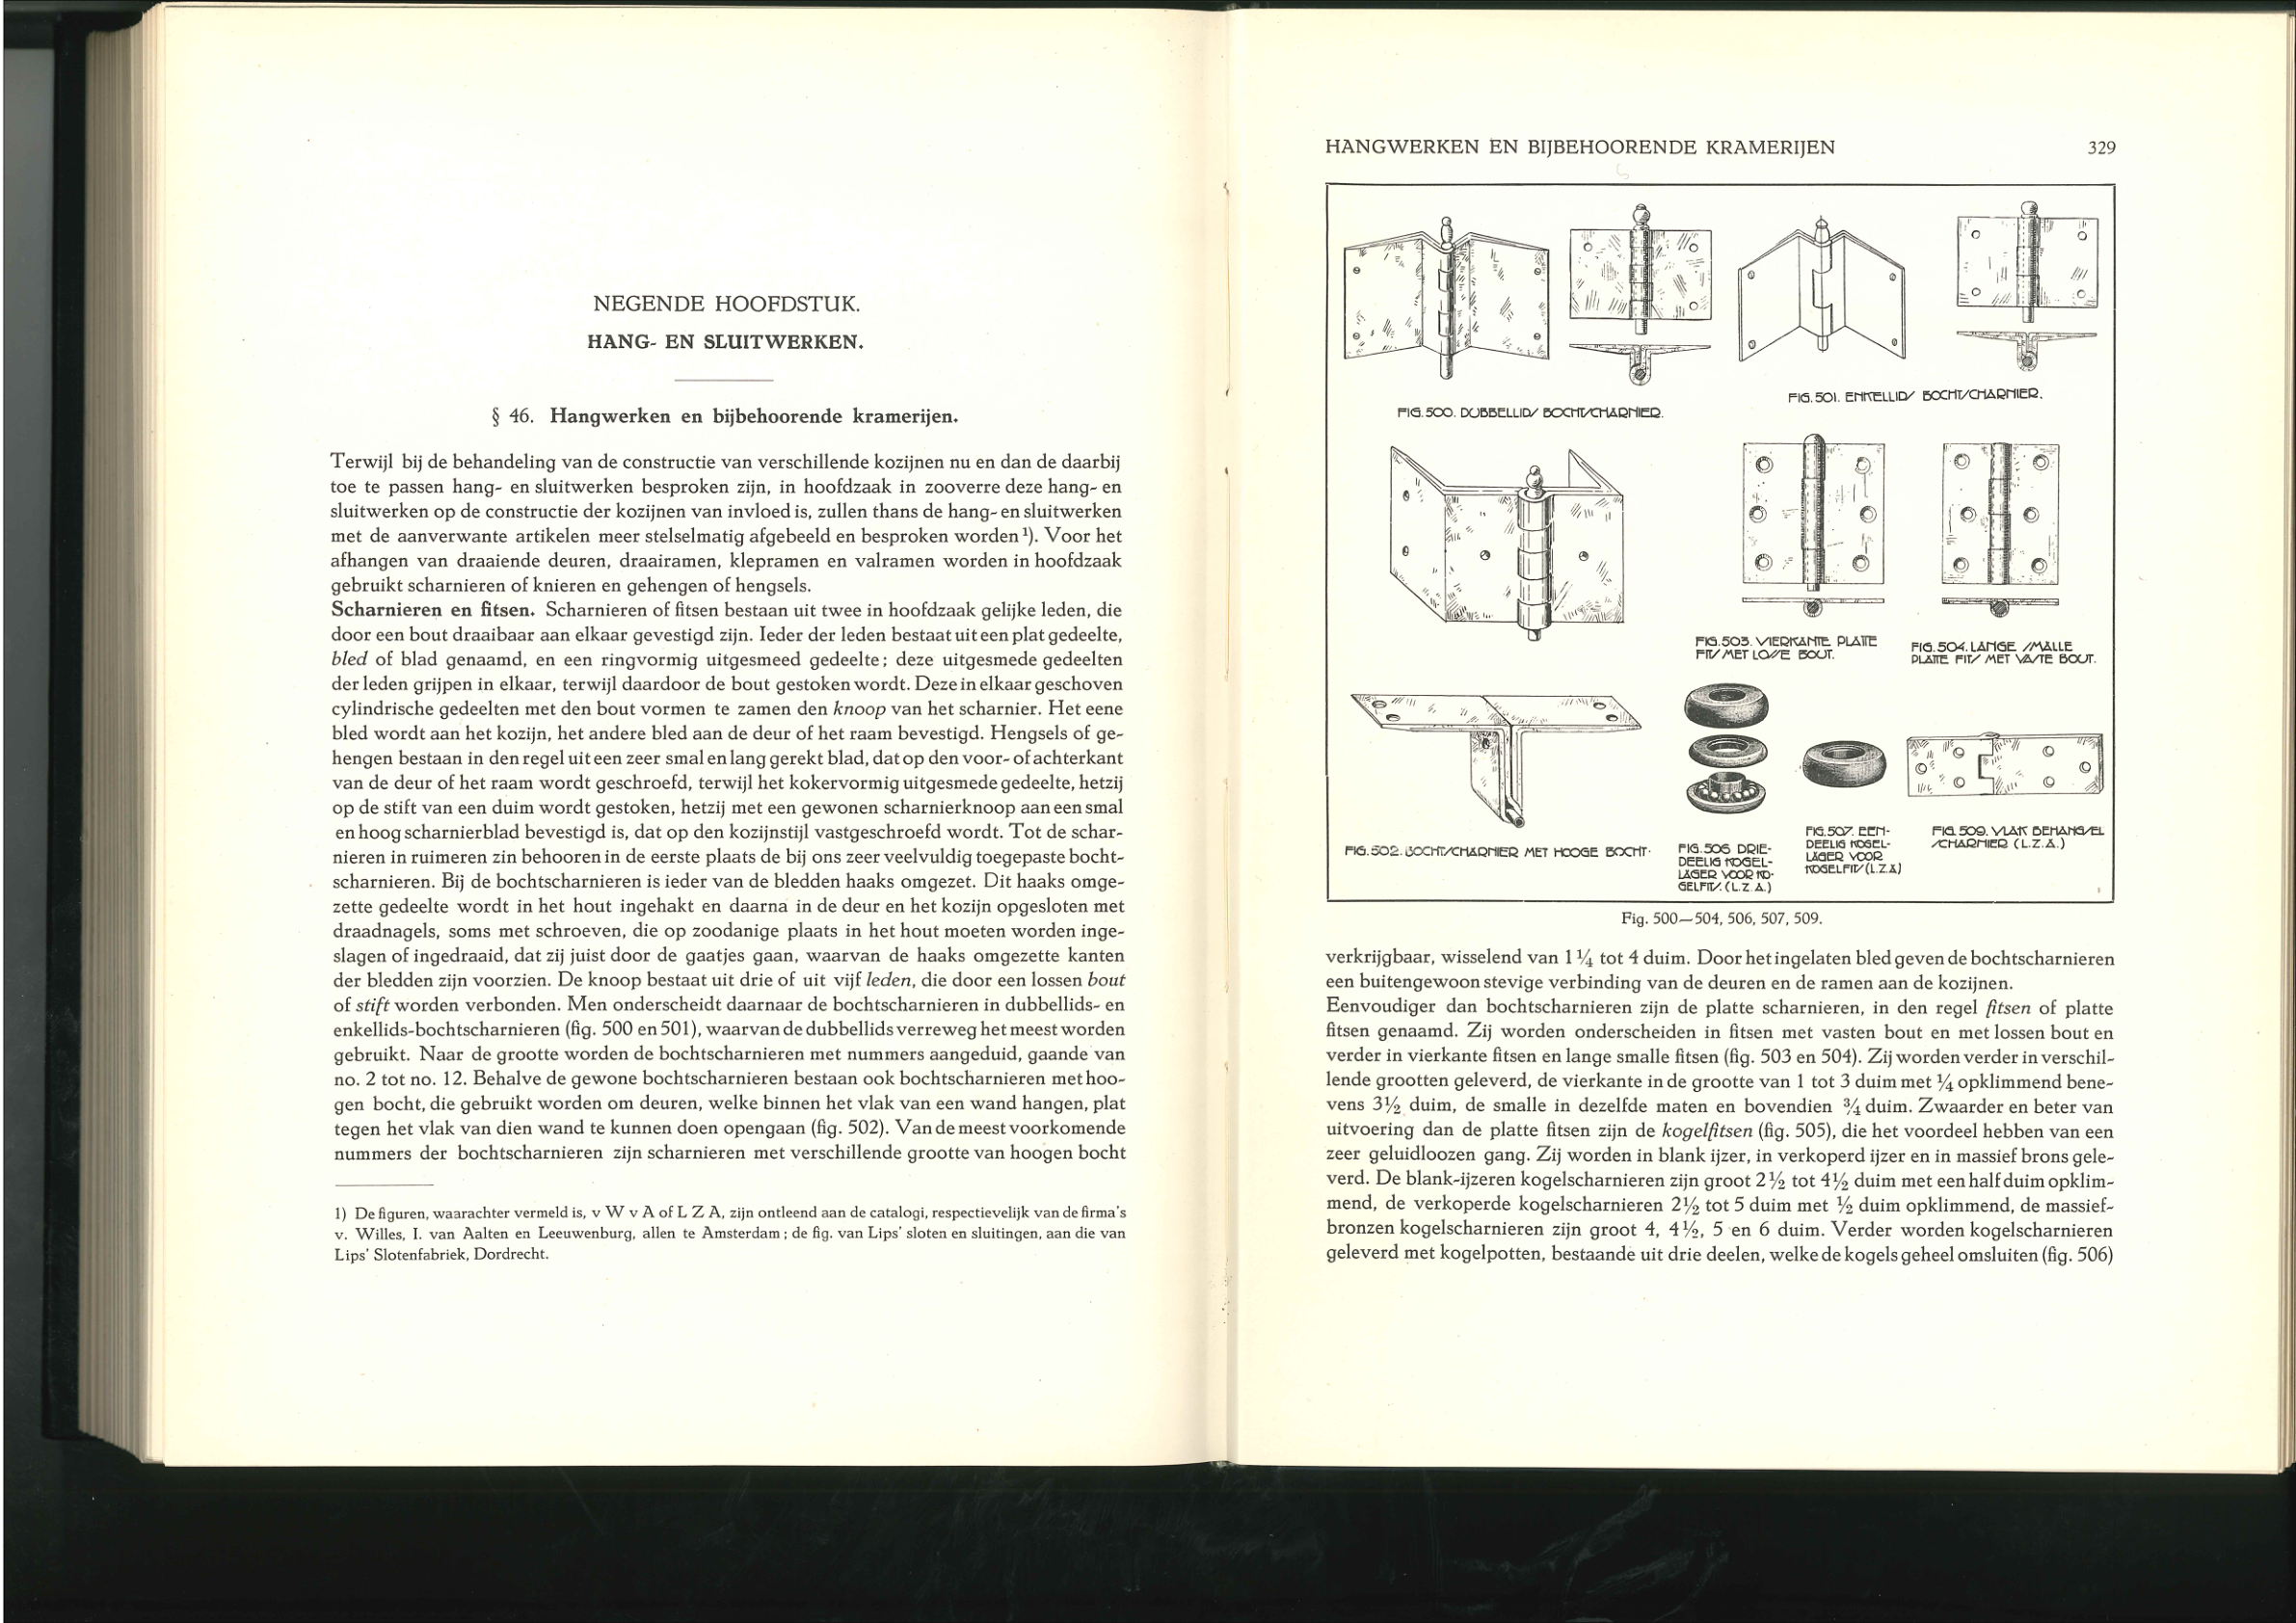 NEGENDE HOOFDSTUK.
HANG- EN SLUITWERKEN.
§ 46. Hangwerken en bijbehoorende kramerijen.
Terwijl bij de behandeling van de constructie van verschillende kozijnen nu en dan de daarbij
toe te passen hang- en sluitwerken besproken zijn, in hoofdzaak in zooverre deze hang- en
sluitwerken op de constructie der kozijnen van invloed is, zullen thans de hang- en sluitwerken
met de aanverwante artikelen meer stelselmatig afgebeeld en besproken worden ¹). Voor het
afhangen van draaiende deuren, draairamen, klepramen en valramen worden in hoofdzaak
gebruikt scharnieren of knieren en gehengen of hengsels.
Scharnieren en fitsen. Scharnieren of fitsen bestaan uit twee in hoofdzaak gelijke leden, die
door een bout draaibaar aan elkaar gevestigd zijn. Ieder der leden bestaat uit een plat gedeelte,
bled of blad genaamd, en een ringvormig uitgesmeed gedeelte; deze uitgesmede gedeelten
der leden grijpen in elkaar, terwijl daardoor de bout gestoken wordt. Deze in elkaar geschoven
cylindrische gedeelten met den bout vormen te zamen den knoop van het scharnier. Het eene
bled wordt aan het kozijn, het andere bled aan de deur of het raam bevestigd. Hengsels of ge-
hengen bestaan in den regel uit een zeer smal en lang gerekt blad, dat op den voor- of achterkant
van de deur of het raam wordt geschroefd, terwijl het kokervormig uitgesmede gedeelte, hetzij
op de stift van een duim wordt gestoken, hetzij met een gewonen scharnierknoop aan een smal
en hoog scharnierblad bevestigd is, dat op den kozijnstijl vastgeschroefd wordt. Tot de schar-
nieren in ruimeren zin behooren in de eerste plaats de bij ons zeer veelvuldig toegepaste bocht-
scharnieren. Bij de bochtscharnieren is ieder van de bledden haaks omgezet. Dit haaks omge-
zette gedeelte wordt in het hout ingehakt en daarna in de deur en het kozijn opgesloten met
draadnagels, soms met schroeven, die op zoodanige plaats in het hout moeten worden inge-
slagen of ingedraaid, dat zij juist door de gaatjes gaan, waarvan de haaks omgezette kanten
der bledden zijn voorzien. De knoop bestaat uit drie of uit vijf leden, die door een lossen bout
of stift worden verbonden. Men onderscheidt daarnaar de bochtscharnieren in dubbellids- en
enkellids-bochtscharnieren (fig. 500 en 501), waarvan de dubbellids verreweg het meest worden
gebruikt. Naar de grootte worden de bochtscharnieren met nummers aangeduid, gaande van
no. 2 tot no. 12. Behalve de gewone bochtscharnieren bestaan ook bochtscharnieren met hoo-
gen bocht, die gebruikt worden om deuren, welke binnen het vlak van een wand hangen, plat
tegen het vlak van dien wand te kunnen doen opengaan (fig. 502). Van de meest voorkomende
nummers der bochtscharnieren zijn scharnieren met verschillende grootte van hoogen bocht
1) De figuren, waarachter vermeld is, v W v A of L Z A, zijn ontleend aan de catalogi, respectievelijk van de firma's
v. Willes, I. van Aalten en Leeuwenburg, allen te Amsterdam; de fig. van Lips' sloten en sluitingen, aan die van
Lips' Slotenfabriek, Dordrecht.
HANGWERKEN EN BIJBEHOORENDE KRAMERIJEN 329
FIG. 500. DUBBELLIDS BOCHTSCHARNIER.
FIG. 501. ENKELLIDS BOCHTSCHARNIER.
FIG. 503. VIERKANTE PLATTE
FITS MET LOSSE BOUT.
FIG. 504. LANGE SMALLE
PLATTE FITS MET VASTE BOUT.
FIG. 502. BOCHTSCHARNIER MET HOOGE BOCHT.
FIG. 506 DRIE-
DEELIG KOGEL-
LAGER VOOR KO-
GELFITS. (L.Z.A.)
FIG. 507. EEN-
DEELIG KOGEL-
LAGER VOOR
KOGELFITS (L.Z.A)
FIG. 509. VLAK BEHANGSEL
SCHARNIER (L.Z.A.)
Fig. 500—504, 506, 507, 509.
verkrijgbaar, wisselend van 1¼ tot 4 duim. Door het ingelaten bled geven de bochtscharnieren
een buitengewoon stevige verbinding van de deuren en de ramen aan de kozijnen.
Eenvoudiger dan bochtscharnieren zijn de platte scharnieren, in den regel fitsen of platte
fitsen genaamd. Zij worden onderscheiden in fitsen met vasten bout en met lossen bout en
verder in vierkante fitsen en lange smalle fitsen (fig. 503 en 504). Zij worden verder in verschil-
lende grootten geleverd, de vierkante in de grootte van 1 tot 3 duim met ¼ opklimmend bene-
vens 3½ duim, de smalle in dezelfde maten en bovendien ¾ duim. Zwaarder en beter van
uitvoering dan de platte fitsen zijn de kogelfitsen (fig. 505), die het voordeel hebben van een
zeer geluidloozen gang. Zij worden in blank ijzer, in verkoperd ijzer en in massief brons gele-
verd. De blank-ijzeren kogelscharnieren zijn groot 2½ tot 4½ duim met een half duim opklim-
mend, de verkoperde kogelscharnieren 2½ tot 5 duim met ½ duim opklimmend, de massief-
bronzen kogelscharnieren zijn groot 4, 4½, 5 en 6 duim. Verder worden kogelscharnieren
geleverd met kogelpotten, bestaande uit drie deelen, welke de kogels geheel omsluiten (fig. 506)